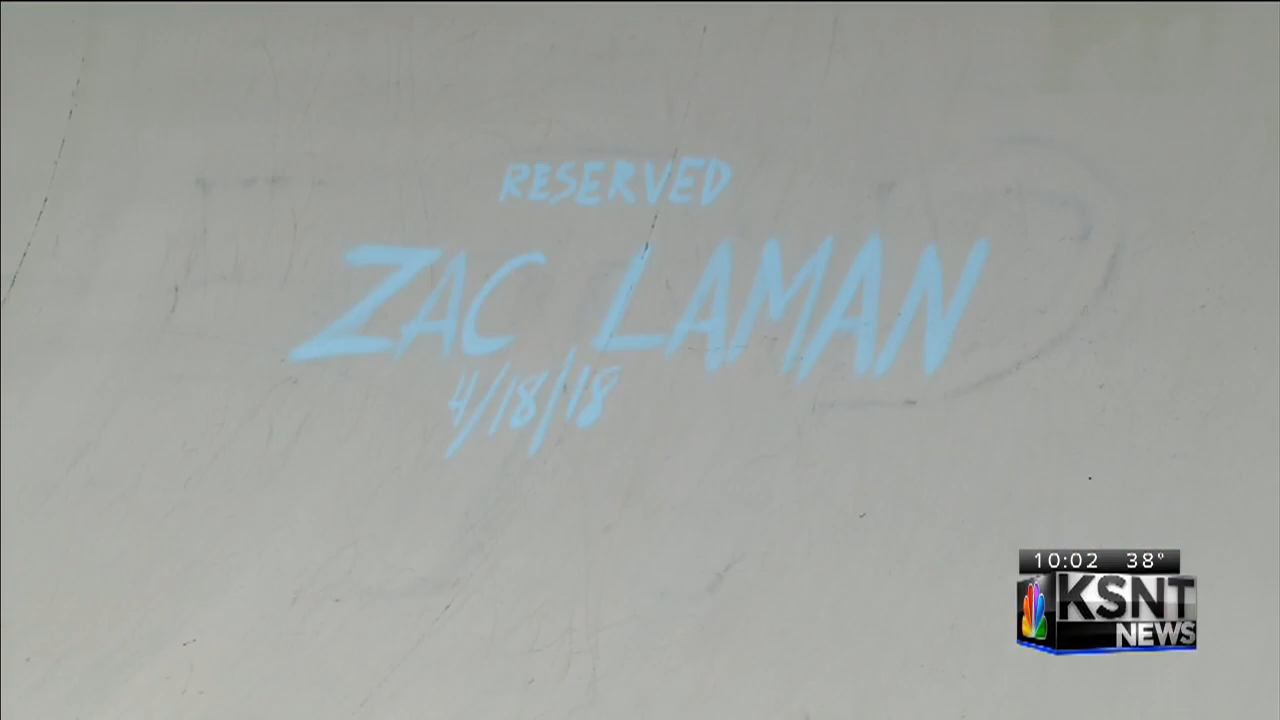 RESERVED
ZAC LAMAN
4/18/18
10:02 38°
KSNT
NEWS